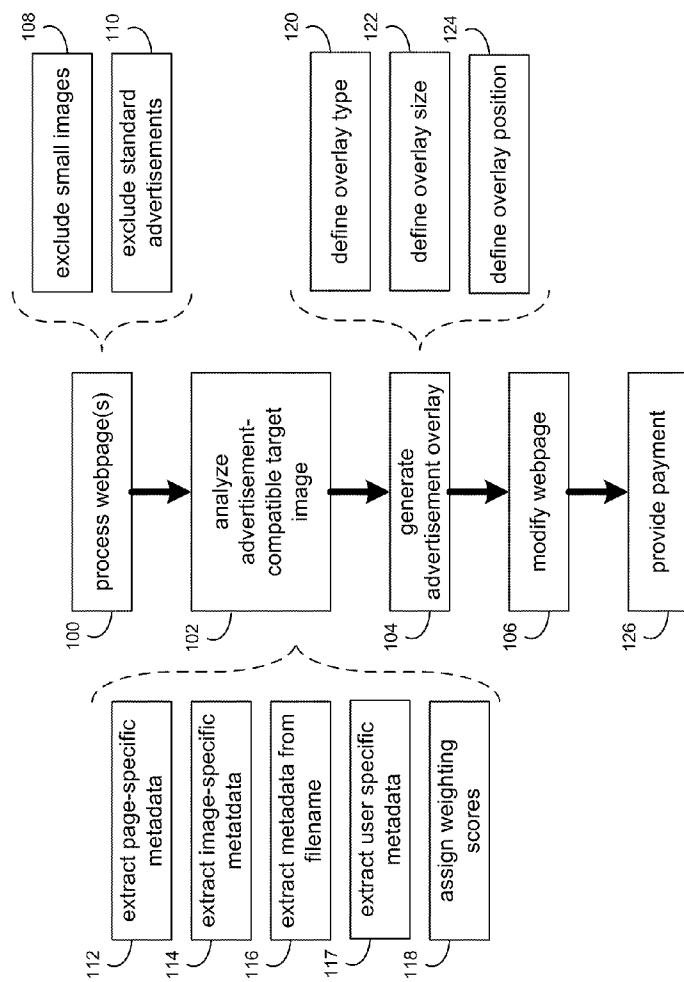 108
exclude small images
110
exclude standard
advertisements
100
process webpage(s)
102
analyze
advertisement-
compatible target
image
112
extract page-specific
metadata
114
extract image-specific
metatdata
116
extract metadata from
filename
117
extract user specific
metadata
118
assign weighting
scores
104
generate
advertisement overlay
120
define overlay type
122
define overlay size
124
define overlay position
106
modify webpage
126
provide payment